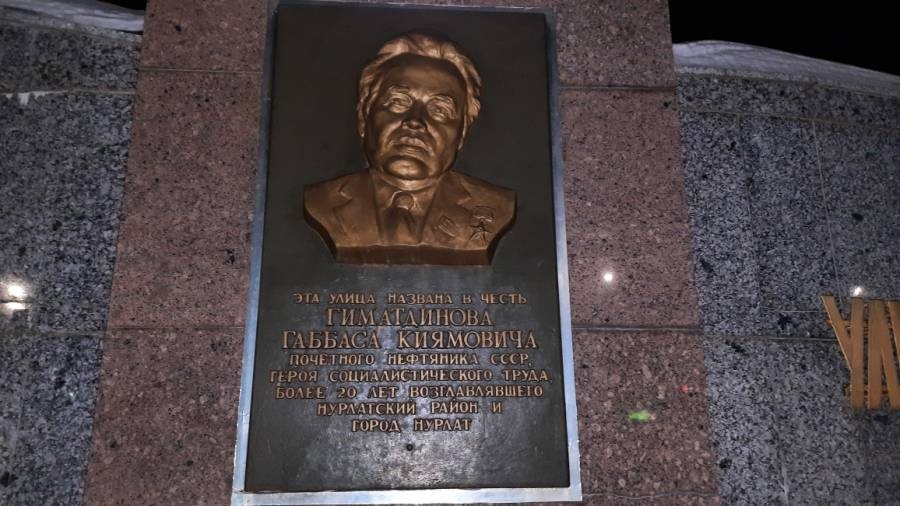 ЭТА УЛИЦА НАЗВАНА В ЧЕСТЬ
ГИМАТДИНОВА
ГАББАСА КИЯМОВИЧА
ПОЧЁТНОГО НЕФТЯНИКА СССР,
ГЕРОЯ СОЦИАЛИСТИЧЕСКОГО ТРУДА,
БОЛЕЕ 20 ЛЕТ ВОЗГЛАВЛЯВШЕГО
НУРЛАТСКИЙ РАЙОН И
ГОРОД НУРЛАТ